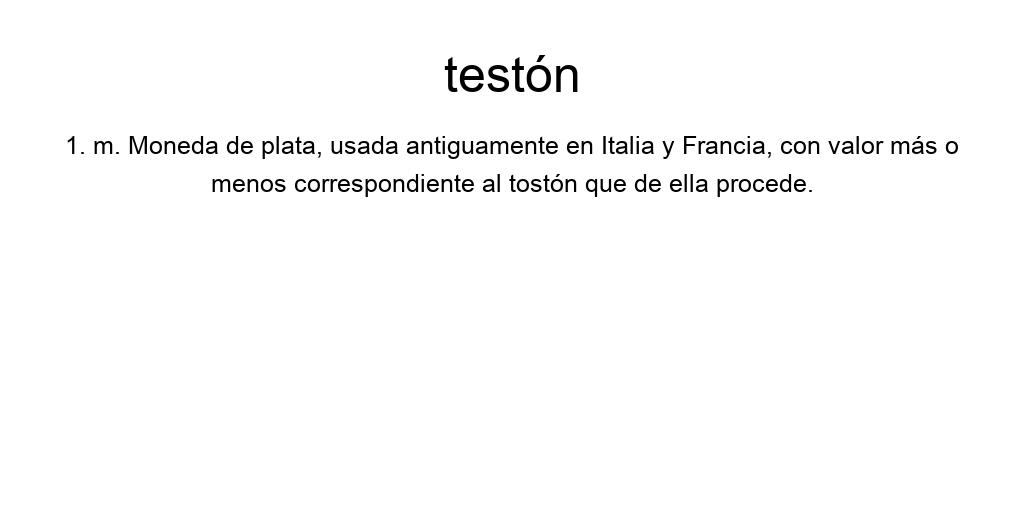 testón
1. m. Moneda de plata, usada antiguamente en Italia y Francia, con valor más o
menos correspondiente al tostón que de ella procede.